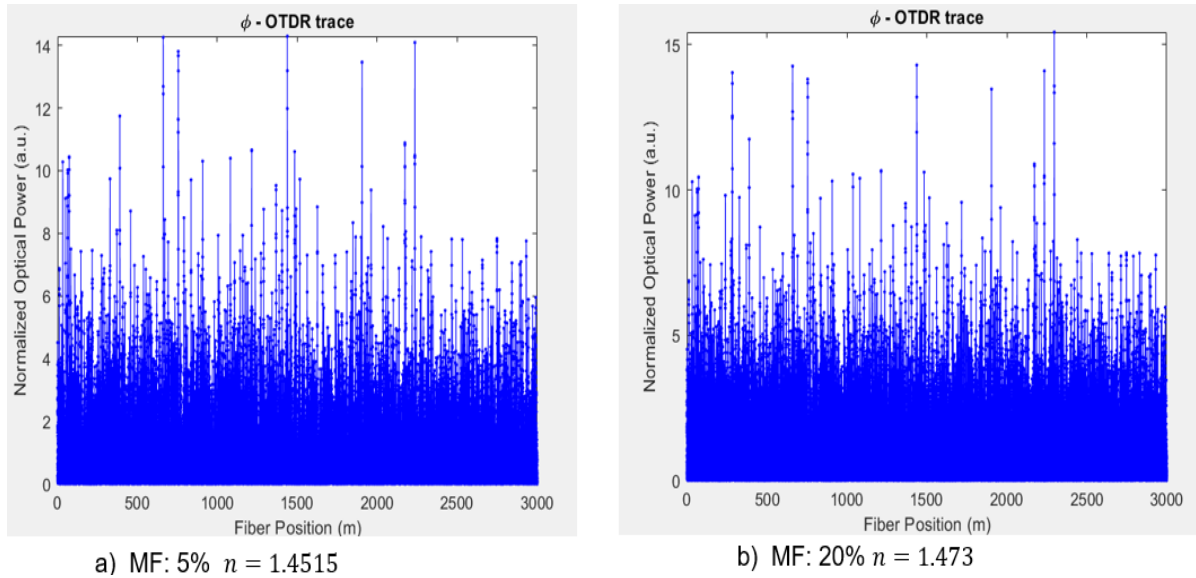 ϕ - OTDR trace
Normalized Optical Power (a.u.)
14
12
10
8
6
4
2
0
0 500 1000 1500 2000 2500 3000
Fiber Position (m)
a) MF: 5% n = 1.4515
ϕ - OTDR trace
Normalized Optical Power (a.u.)
15
10
5
0
0 500 1000 1500 2000 2500 3000
Fiber Position (m)
b) MF: 20% n = 1.473